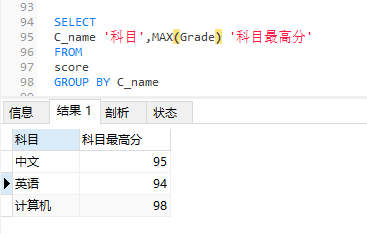 93
94 SELECT
95 C_name '科目',MAX(Grade) '科目最高分'
96 FROM
97 score
98 GROUP BY C_name
信息 结果 1 剖析 状态
科目 科目最高分
中文 95
英语 94
计算机 98